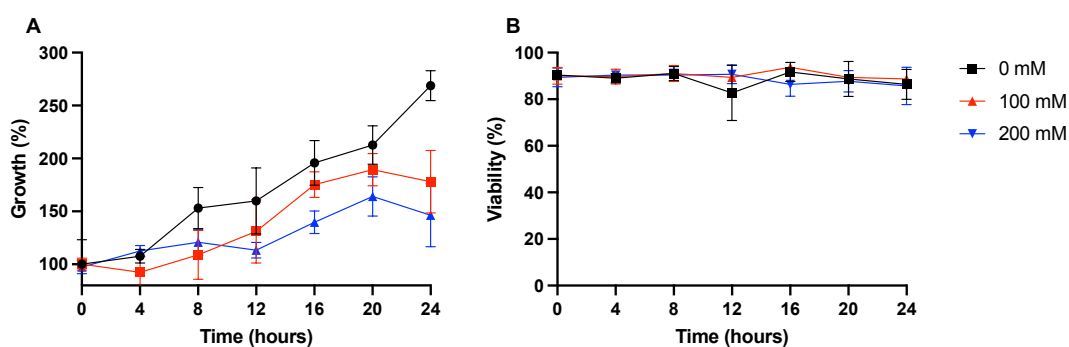 A
Growth (%)
300
250
200
150
100
0 4 8 12 16 20 24
Time (hours)
B
Viability (%)
100
80
60
40
20
0
0 4 8 12 16 20 24
Time (hours)
0 mM
100 mM
200 mM